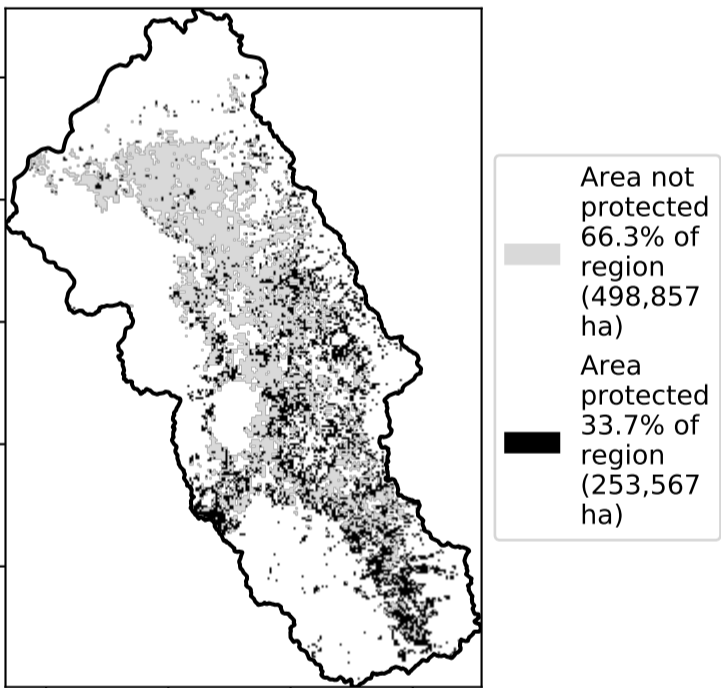 Area not
protected
66.3% of
region
(498,857
ha)
Area
protected
33.7% of
region
(253,567
ha)